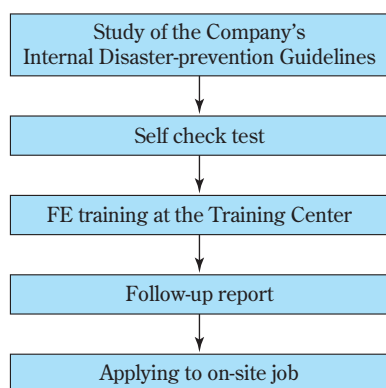 Study of the Company's
Internal Disaster-prevention Guidelines
Self check test
FE training at the Training Center
Follow-up report
Applying to on-site job